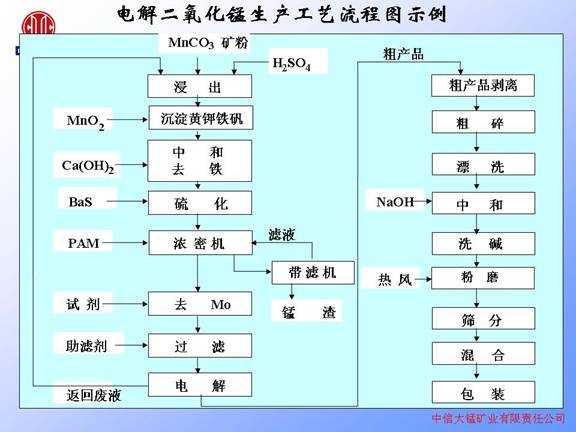 电解二氧化锰生产工艺流程图示例
MnCO₃ 矿粉
H₂SO₄
粗产品
浸 出
MnO₂
沉淀黄钾铁矾
Ca(OH)₂
中 和
去 铁
BaS
硫 化
PAM
浓 密 机
滤液
带 滤 机
锰 渣
试 剂
去 Mo
助滤剂
过 滤
返回废液
电 解
粗产品剥离
粗 碎
漂 洗
NaOH
中 和
洗 碱
热 风
粉 磨
筛 分
混 合
包 装
中信大锰矿业有限责任公司